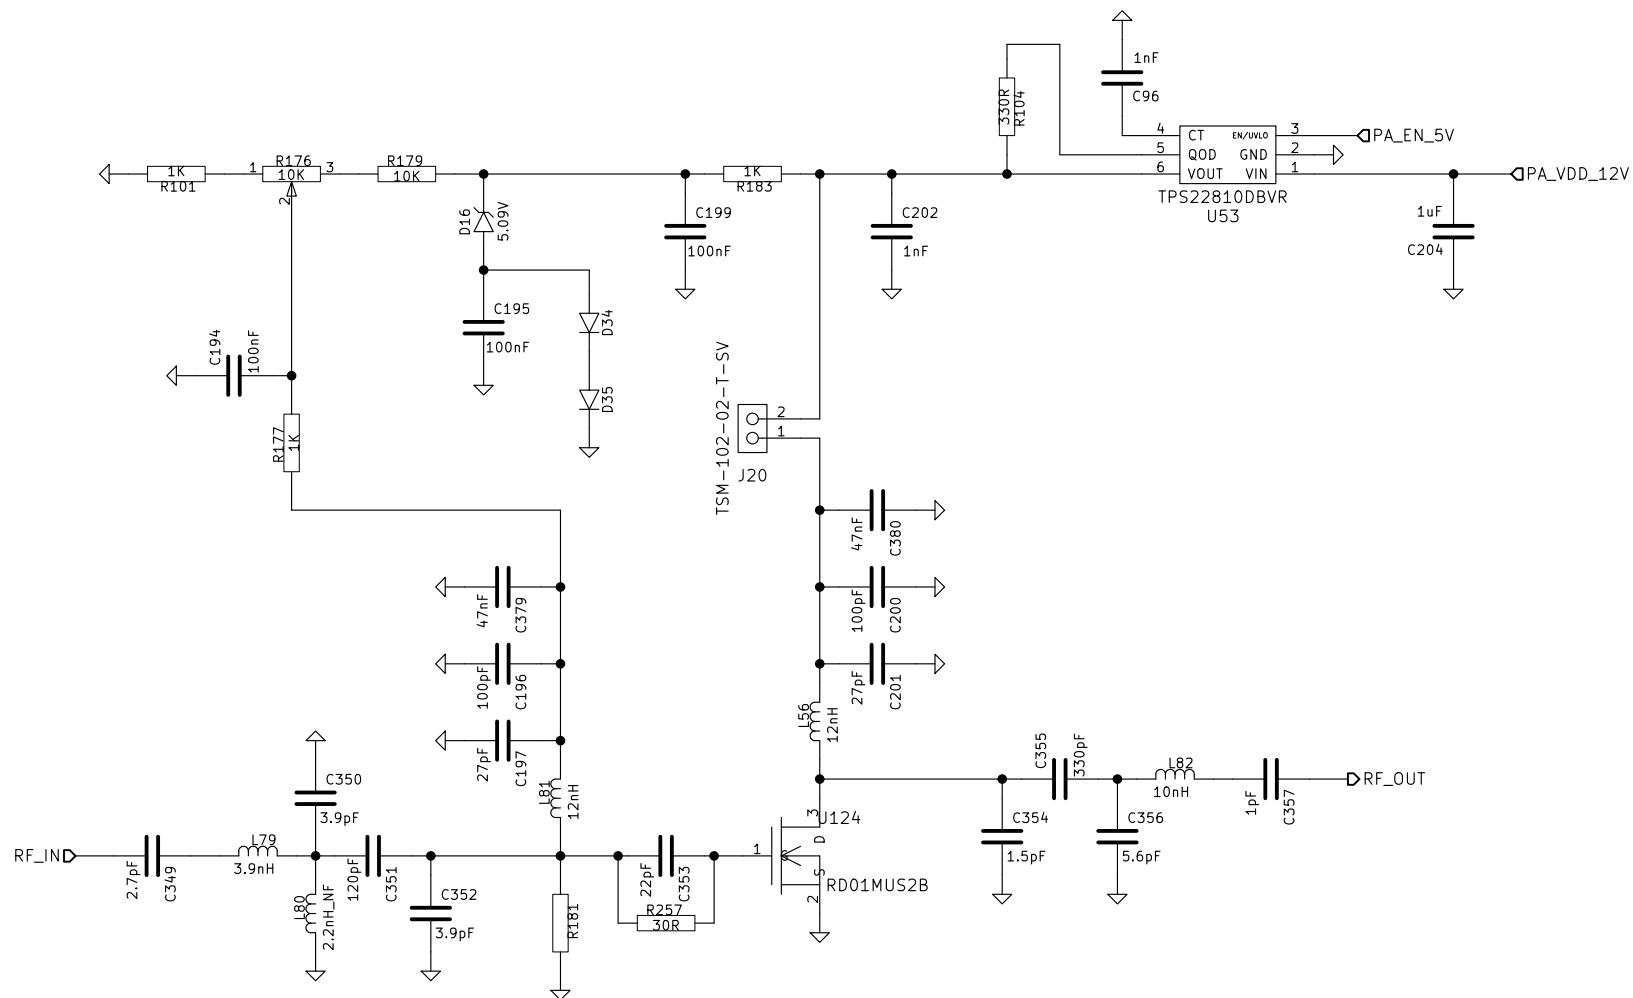 1nF
C96
330R
R104
4
CT
EN/UVLO
3
PA_EN_5V
5
QOD
GND
2
6
VOUT
VIN
1
PA_VDD_12V
TPS22810DBVR
U53
1K
R101
1
R176
10K
3
2
R179
10K
1K
R183
D16
5.09V
C199
100nF
C202
1nF
1uF
C204
C195
100nF
D34
D35
C194
100nF
R177
1K
TSM-102-02-T-SV
2
1
J20
47nF
C380
47nF
C379
100pF
C200
100pF
C196
27pF
C201
27pF
C197
L56
12nH
L81
12nH
C350
3.9pF
C355
330pF
L82
10nH
1pF
C357
RF_OUT
C354
1.5pF
C356
5.6pF
3
U124
D
G
S
1
2
RD01MUS2B
RF_IN
2.7pF
C349
L79
3.9nH
120pF
C351
L80
2.2nH_NF
C352
3.9pF
R181
22pF
C353
R257
30R